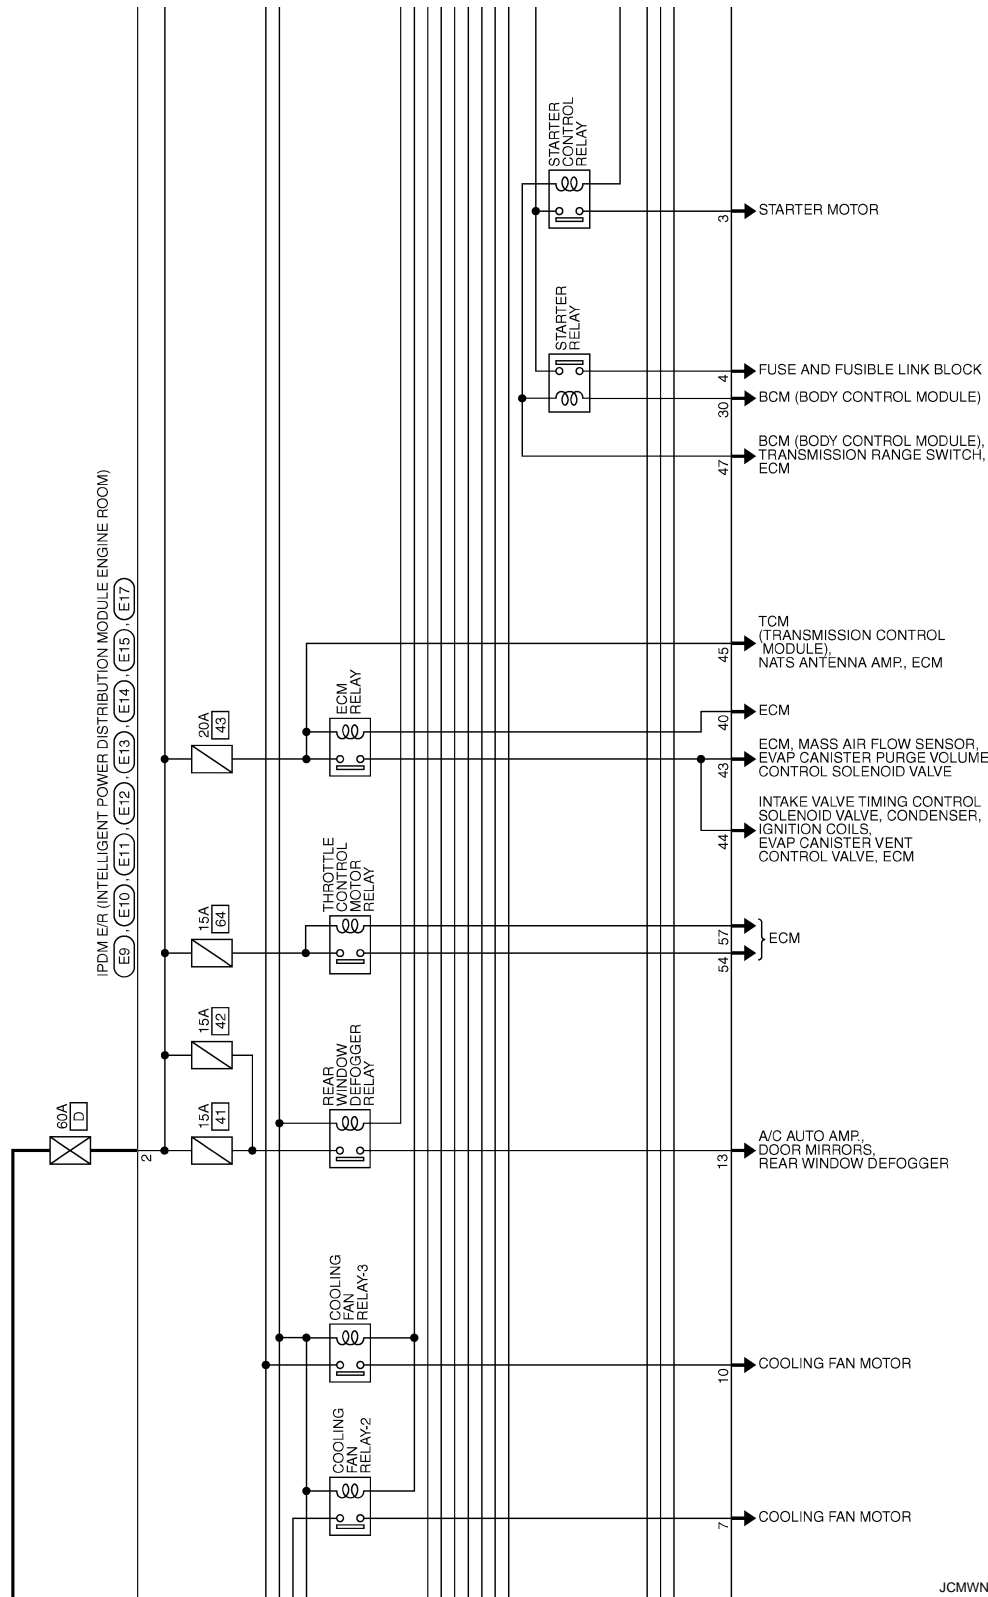 STARTER
CONTROL
RELAY
3
STARTER MOTOR
STARTER
RELAY
4
FUSE AND FUSIBLE LINK BLOCK
30
BCM (BODY CONTROL MODULE)
47
BCM (BODY CONTROL MODULE),
TRANSMISSION RANGE SWITCH,
ECM
IPDM E/R (INTELLIGENT POWER DISTRIBUTION MODULE ENGINE ROOM)
E9 , E10 , E11 , E12 , E13 , E14 , E15 , E17
45
TCM
(TRANSMISSION CONTROL
MODULE),
NATS ANTENNA AMP., ECM
20A
43
ECM
RELAY
40
ECM
43
ECM, MASS AIR FLOW SENSOR,
EVAP CANISTER PURGE VOLUME
CONTROL SOLENOID VALVE
44
INTAKE VALVE TIMING CONTROL
SOLENOID VALVE, CONDENSER,
IGNITION COILS,
EVAP CANISTER VENT
CONTROL VALVE, ECM
15A
64
THROTTLE
CONTROL
MOTOR
RELAY
57
54
ECM
15A
42
REAR
WINDOW
DEFOGGER
RELAY
60A
D
2
15A
41
13
A/C AUTO AMP.,
DOOR MIRRORS,
REAR WINDOW DEFOGGER
COOLING
FAN
RELAY-3
10
COOLING FAN MOTOR
COOLING
FAN
RELAY-2
7
COOLING FAN MOTOR
JCMWN